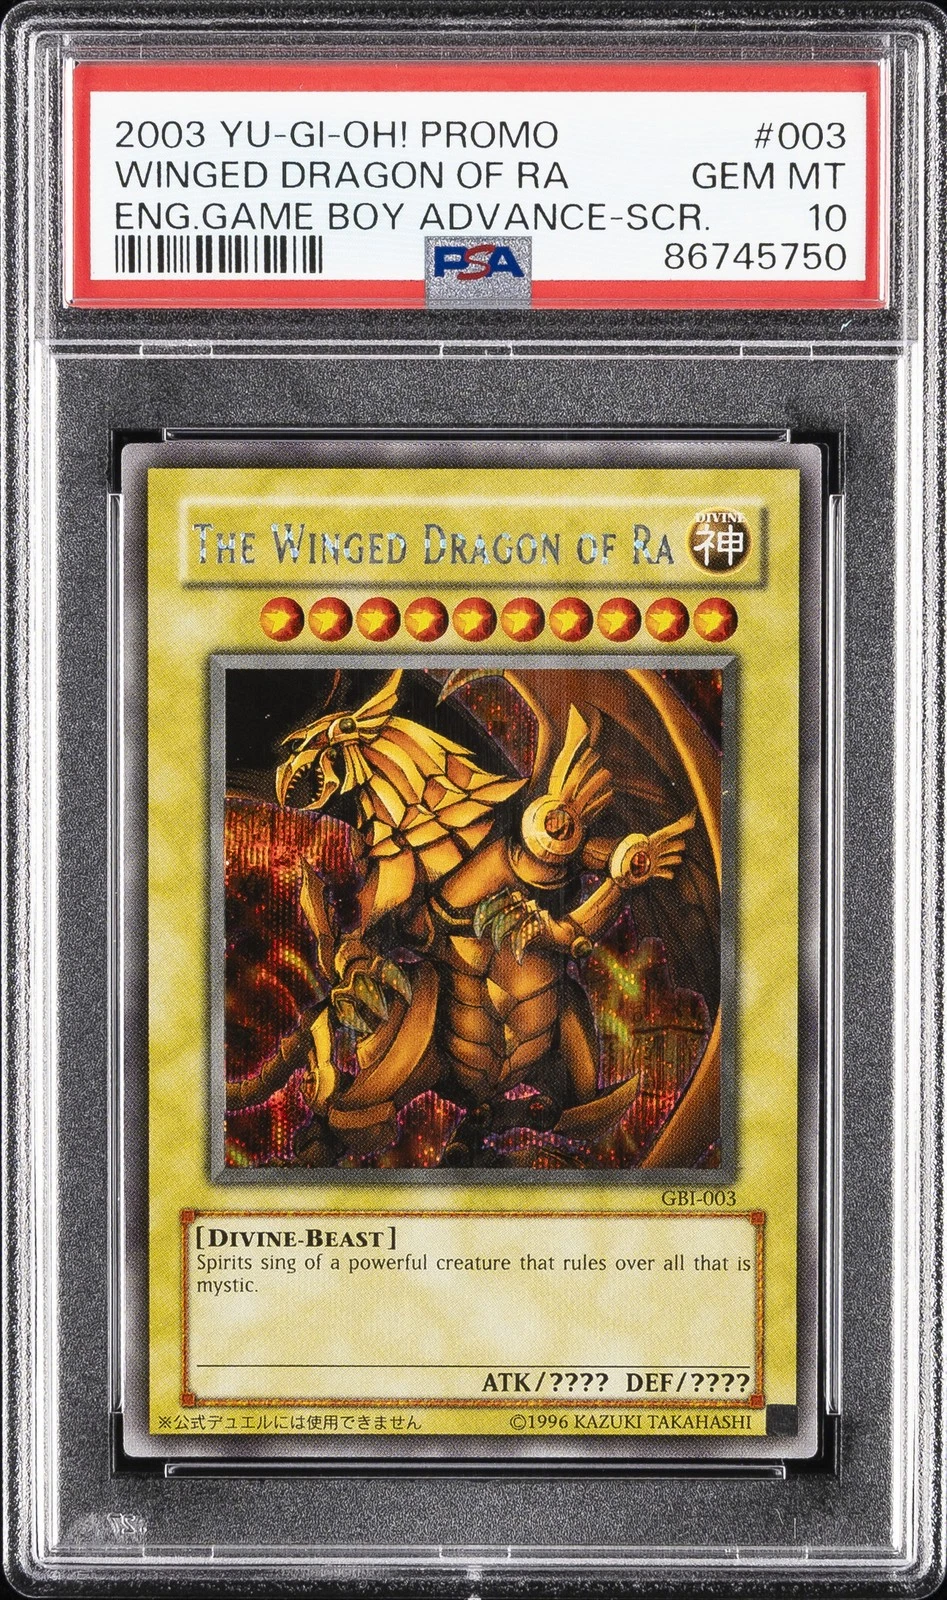 2003 YU-GI-OH! PROMO #003
WINGED DRAGON OF RA GEM MT
ENG.GAME BOY ADVANCE-SCR. 10
PSA 86745750
THE WINGED DRAGON OF RA
DIVINE
神
GBI-003
[DIVINE-BEAST]
Spirits sing of a powerful creature that rules over all that is
mystic.
ATK/???? DEF/????
※公式デュエルには使用できません ©1996 KAZUKI TAKAHASHI